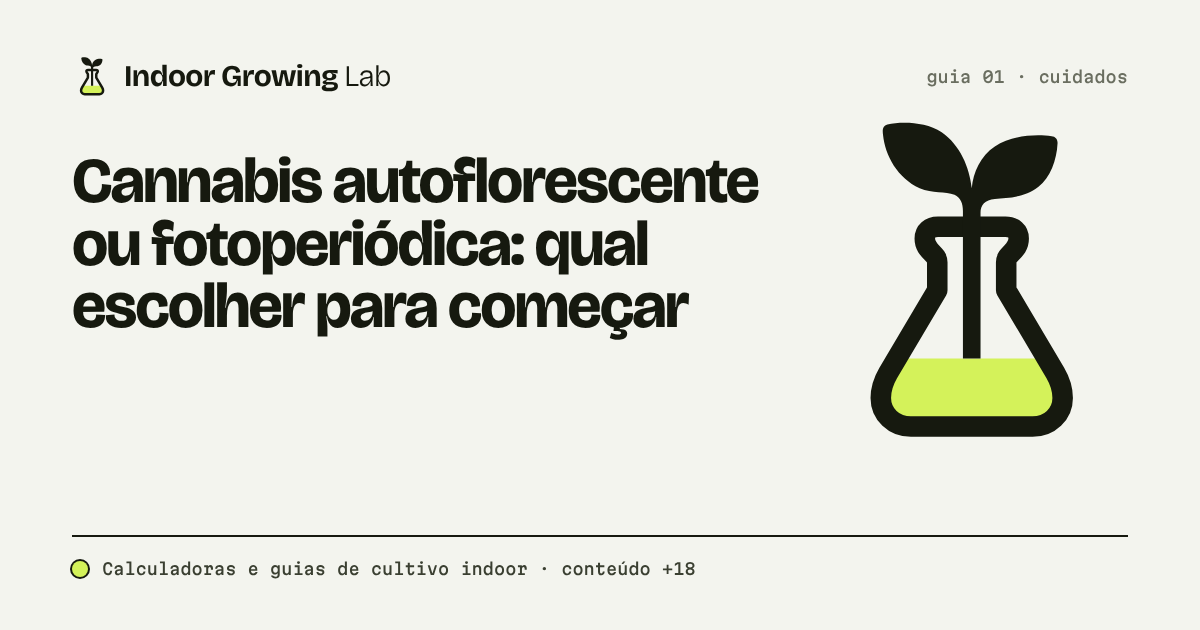 Indoor Growing Lab
guia 01 · cuidados
Cannabis autoflorescente
ou fotoperiódica: qual
escolher para começar
Calculadoras e guias de cultivo indoor · conteúdo +18